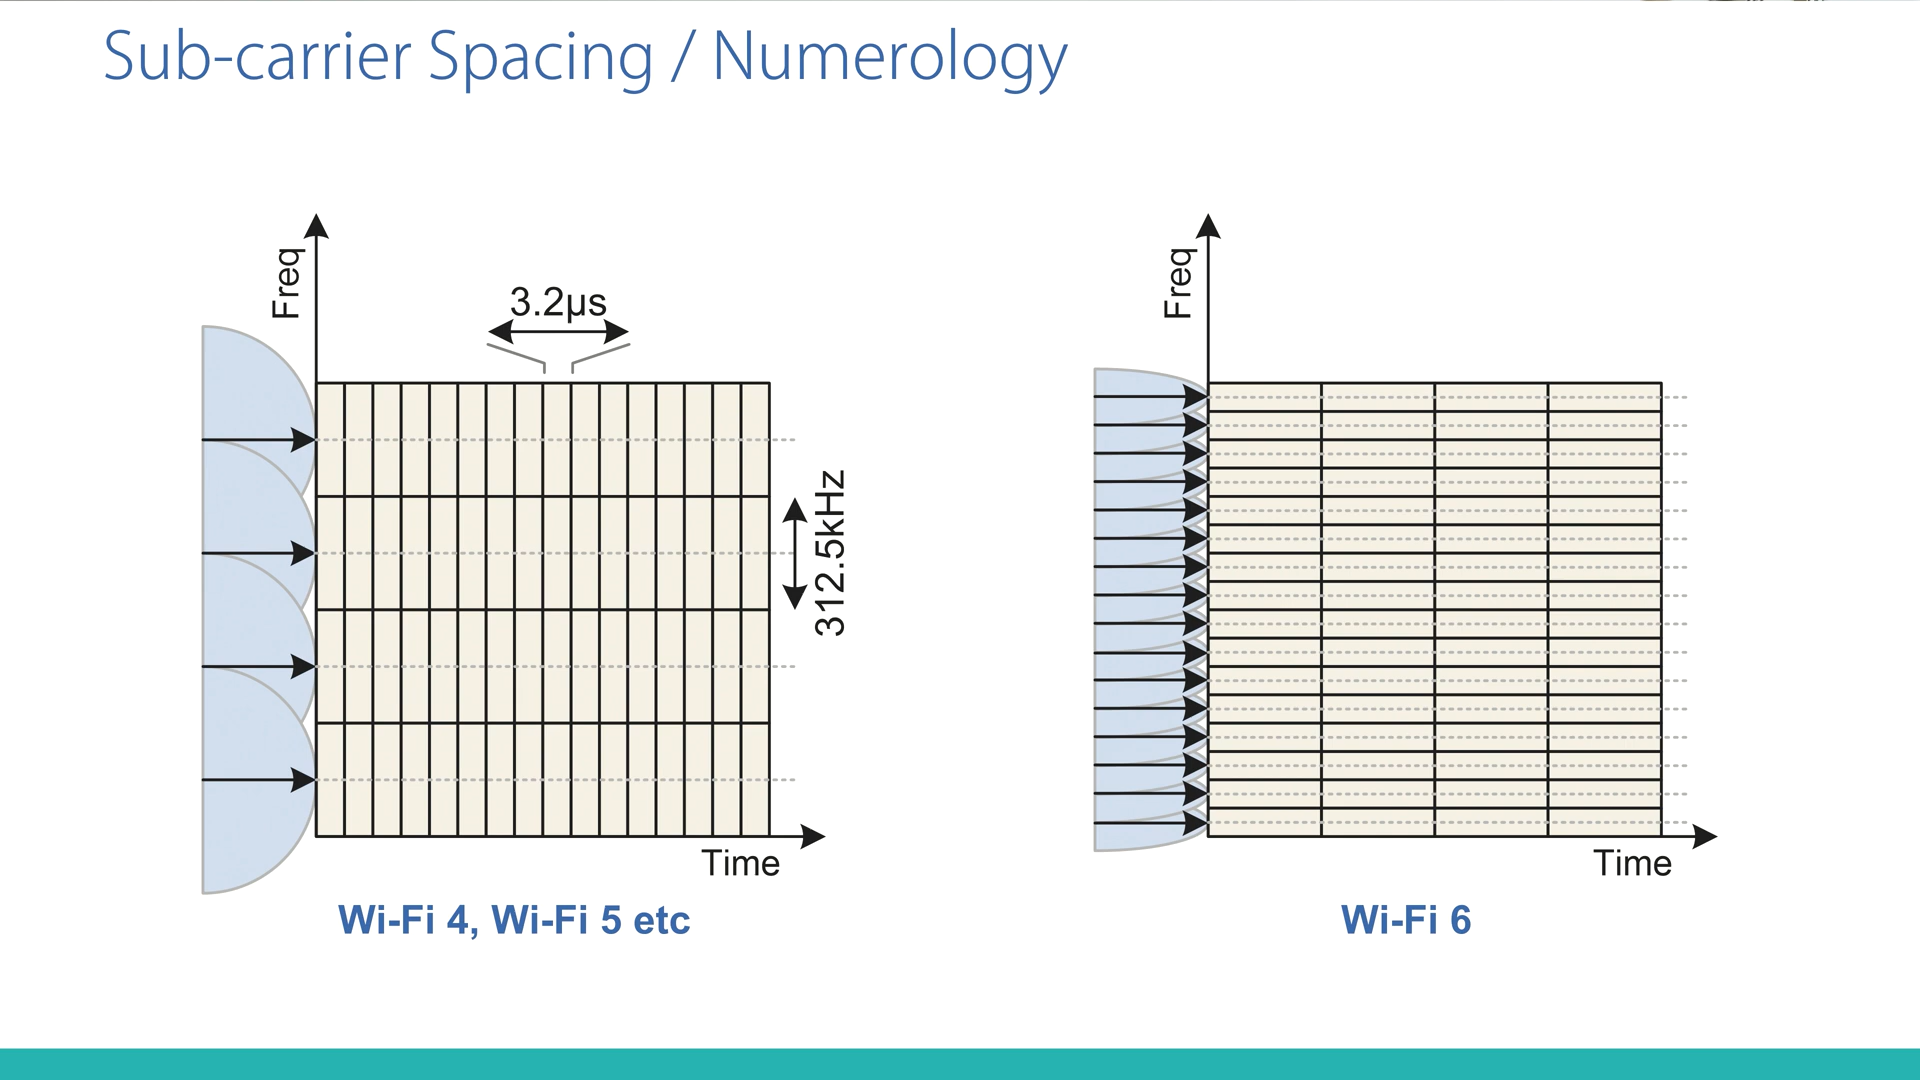 Sub-carrier Spacing / Numerology
Freq
3.2µs
312.5kHz
Time
Wi-Fi 4, Wi-Fi 5 etc
Freq
Time
Wi-Fi 6